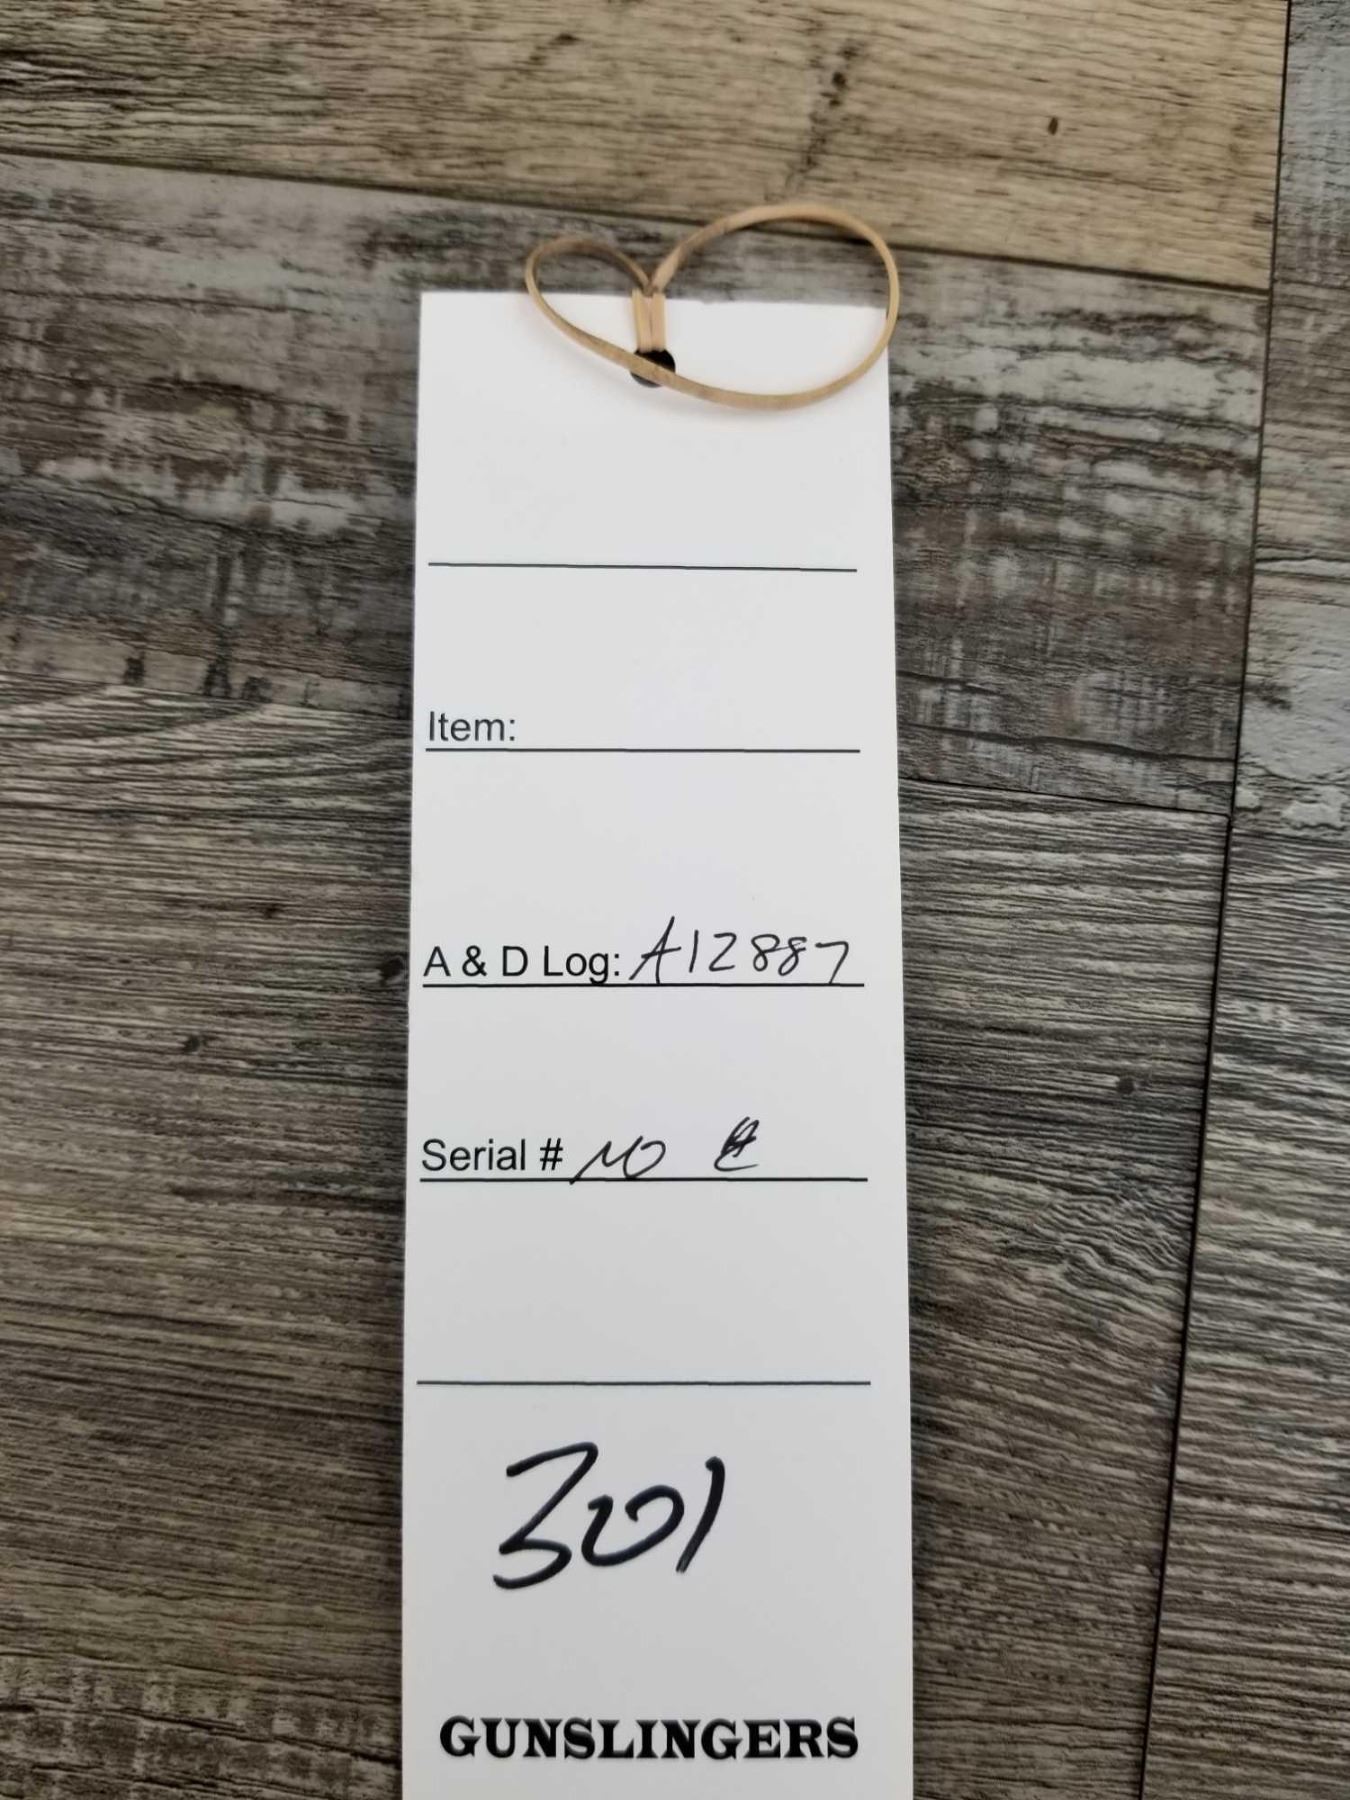 Item:
A & D Log: A12887
Serial # NO
301
GUNSLINGERS